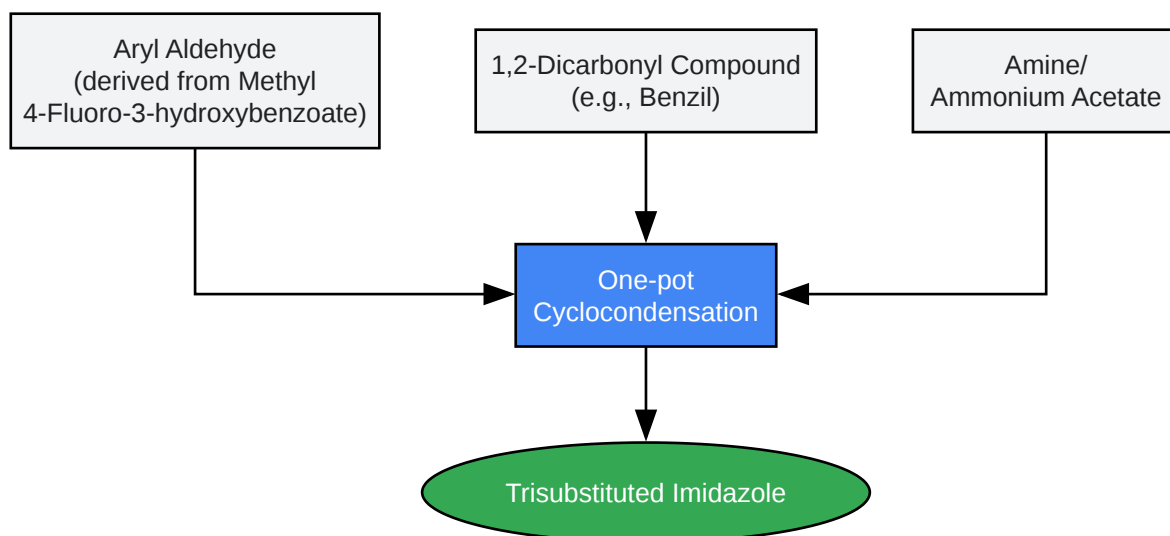 Aryl Aldehyde
(derived from Methyl
4-Fluoro-3-hydroxybenzoate)
1,2-Dicarbonyl Compound
(e.g., Benzil)
Amine/
Ammonium Acetate
One-pot
Cyclocondensation
Trisubstituted Imidazole